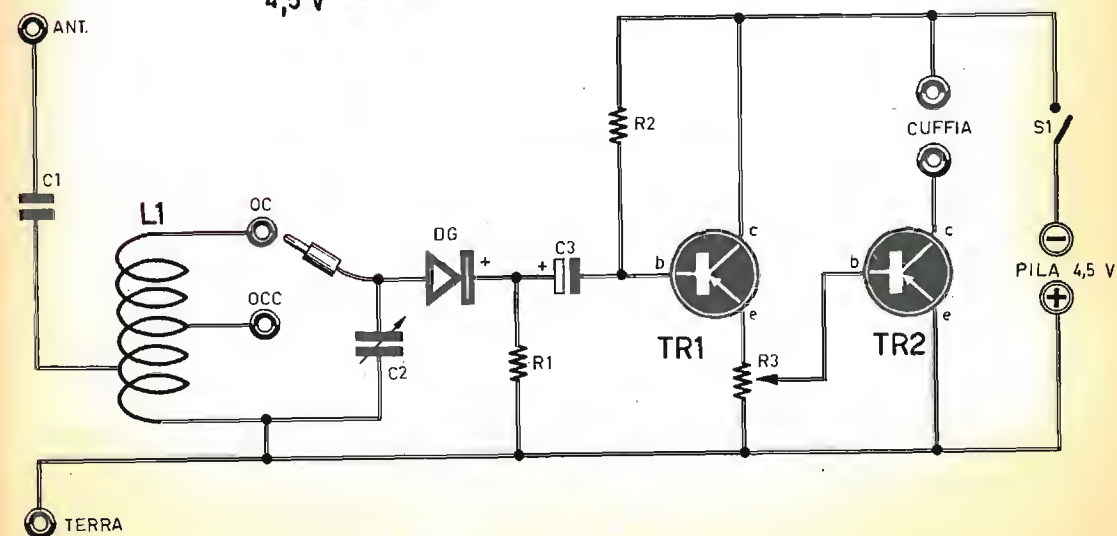 4,5 V
ANT.
C1
L1
OC
OCC
DG
+
+
C3
C2
R1
R2
b
c
e
TR1
R3
b
c
e
TR2
CUFFIA
S1
−
PILA 4,5 V
+
TERRA